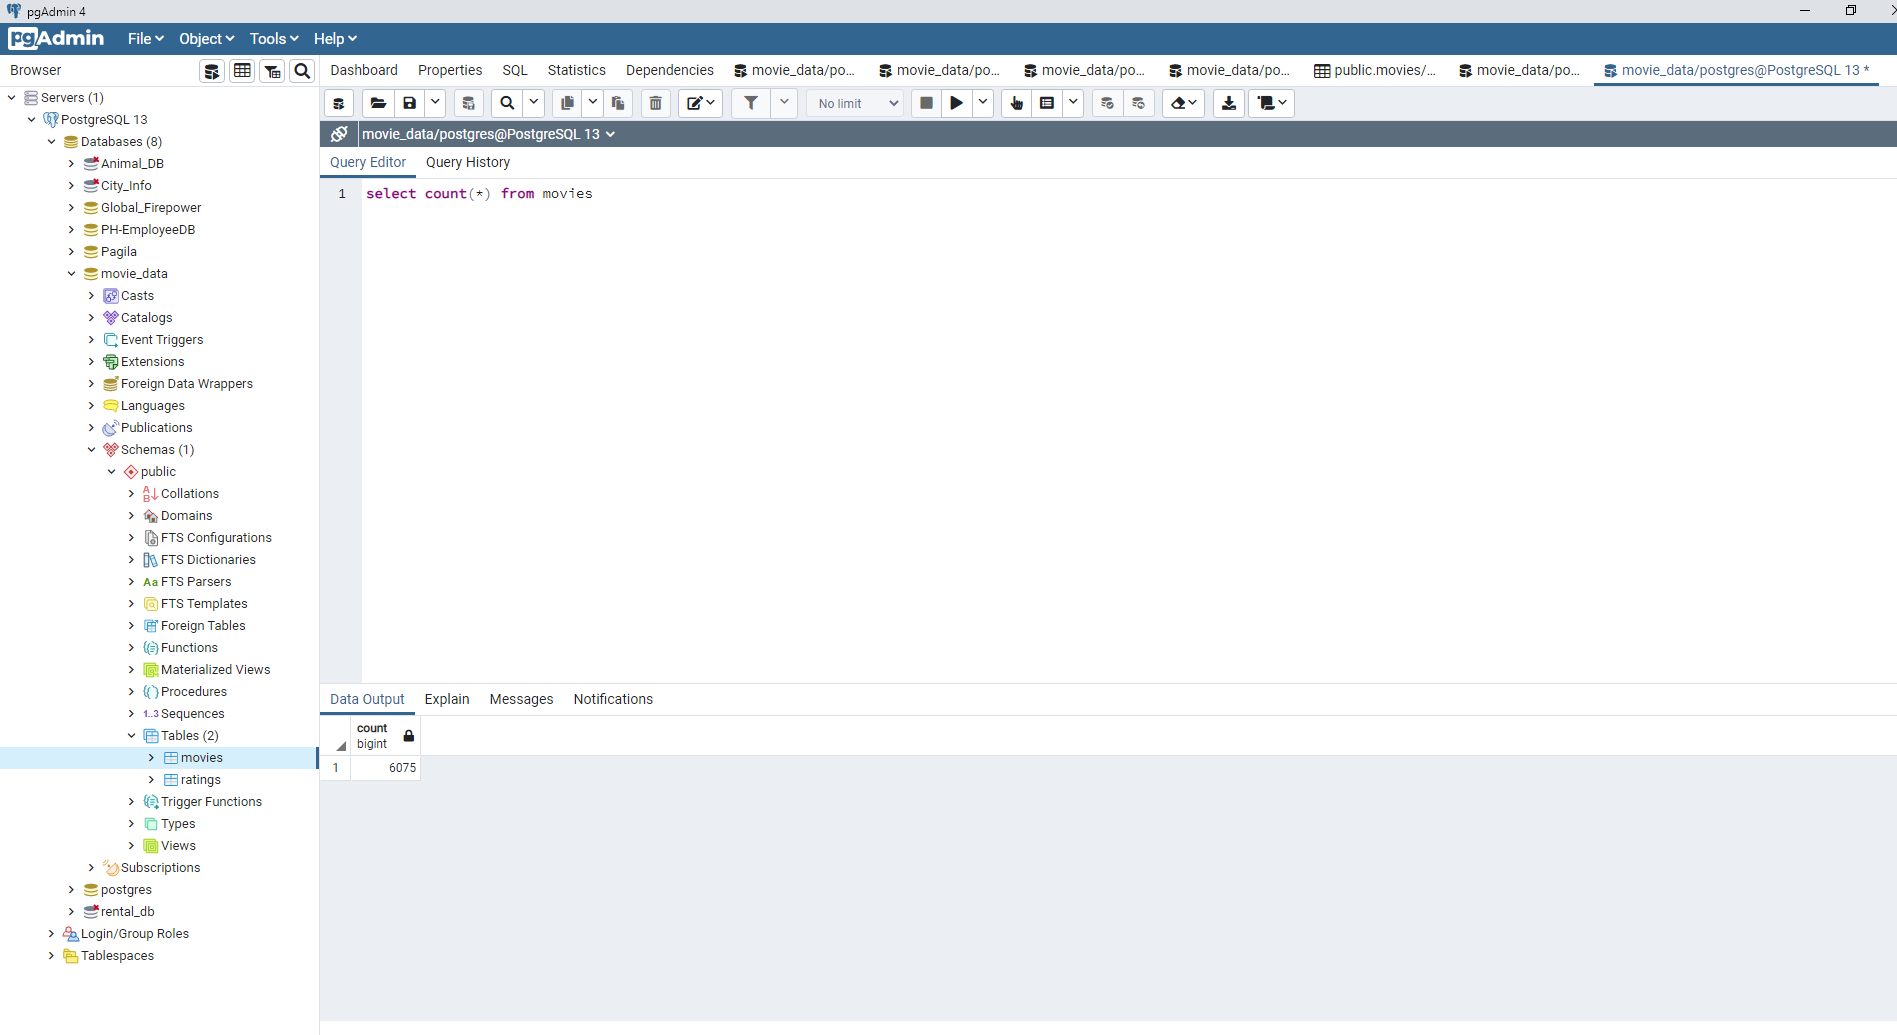 pgAdmin 4
pgAdmin File Object Tools Help
Browser
Dashboard Properties SQL Statistics Dependencies movie_data/po... movie_data/po... movie_data/po... movie_data/po... public.movies/... movie_data/po... movie_data/postgres@PostgreSQL 13 *
No limit
movie_data/postgres@PostgreSQL 13
Query Editor Query History
1 select count(*) from movies
Servers (1)
PostgreSQL 13
Databases (8)
Animal_DB
City_Info
Global_Firepower
PH-EmployeeDB
Pagila
movie_data
Casts
Catalogs
Event Triggers
Extensions
Foreign Data Wrappers
Languages
Publications
Schemas (1)
public
Collations
Domains
FTS Configurations
FTS Dictionaries
Aa FTS Parsers
FTS Templates
Foreign Tables
Functions
Materialized Views
Procedures
1..3 Sequences
Tables (2)
movies
ratings
Trigger Functions
Types
Views
Subscriptions
postgres
rental_db
Login/Group Roles
Tablespaces
Data Output Explain Messages Notifications
count
bigint
1 6075